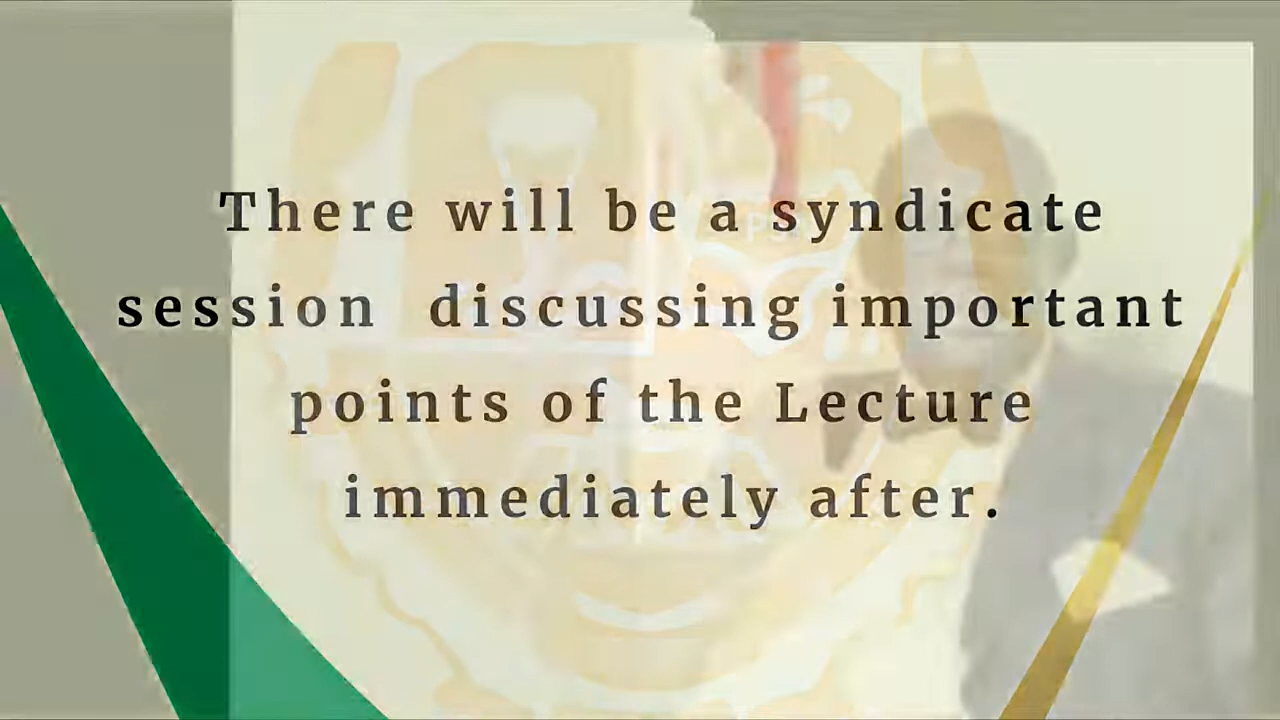 There will be a syndicate
session discussing important
points of the Lecture
immediately after.